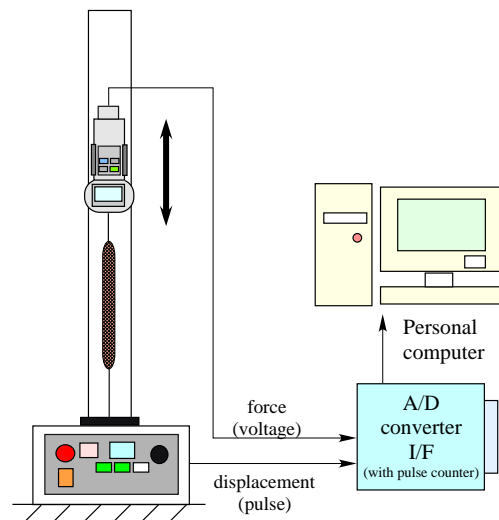 Personal
computer
force
(voltage)
displacement
(pulse)
A/D
converter
I/F
(with pulse counter)